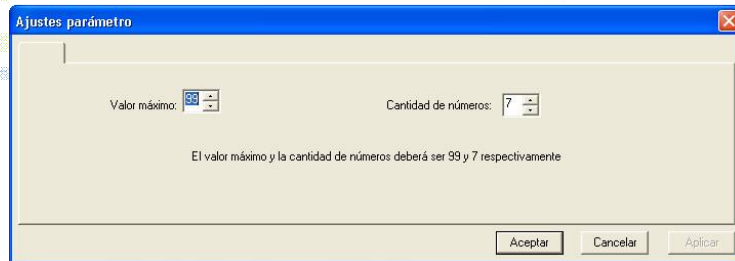 Ajustes parámetro
Valor máximo: 99 Cantidad de números: 7
El valor máximo y la cantidad de números deberá ser 99 y 7 respectivamente
Aceptar Cancelar Aplicar